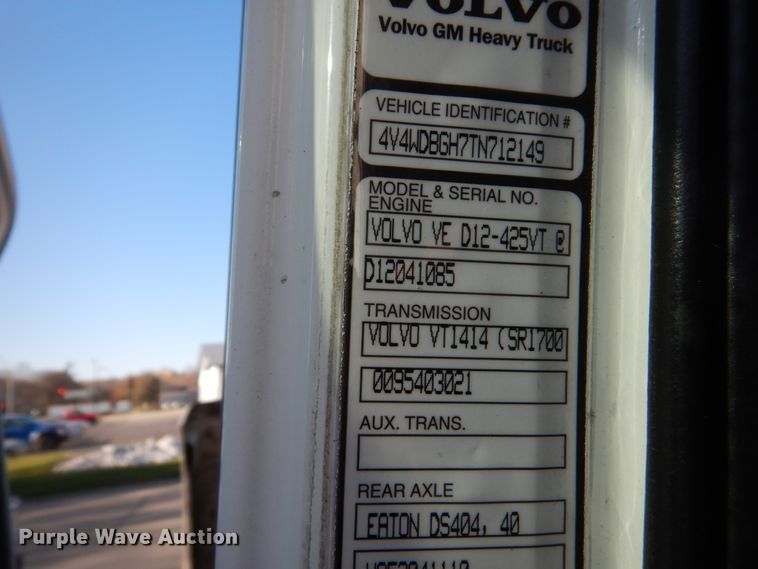 VOLVO
Volvo GM Heavy Truck
VEHICLE IDENTIFICATION #
4V4WDBGH7TN712149
MODEL & SERIAL NO.
ENGINE
VOLVO VE D12-425VT @
D12041085
TRANSMISSION
VOLVO VT1414 (SR1700
0095403021
AUX. TRANS.
REAR AXLE
EATON DS404, 40
Purple Wave Auction